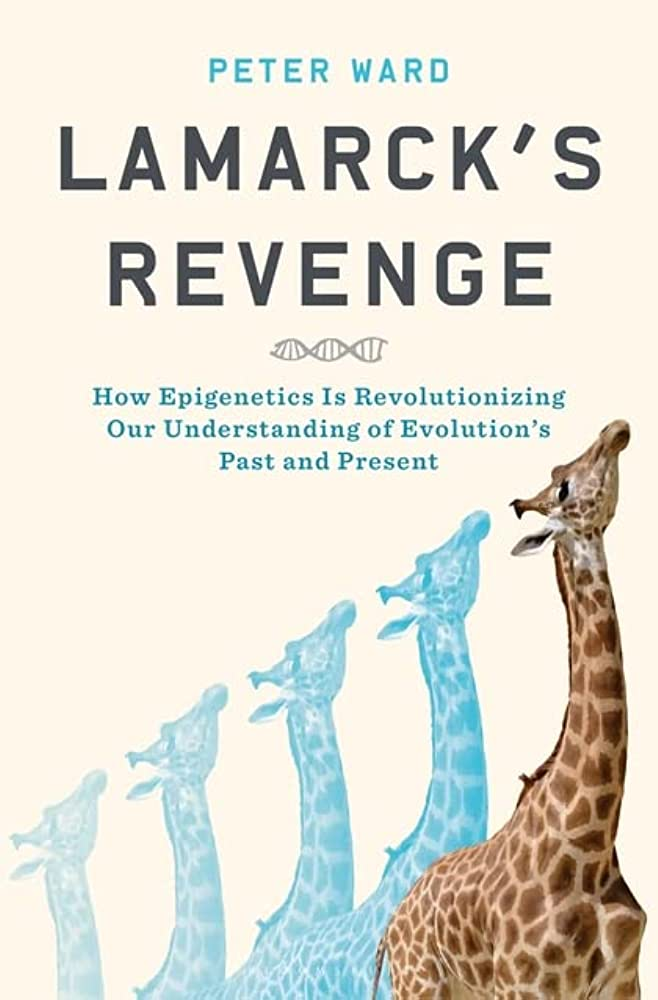 PETER WARD
LAMARCK'S
REVENGE
How Epigenetics Is Revolutionizing
Our Understanding of Evolution's
Past and Present